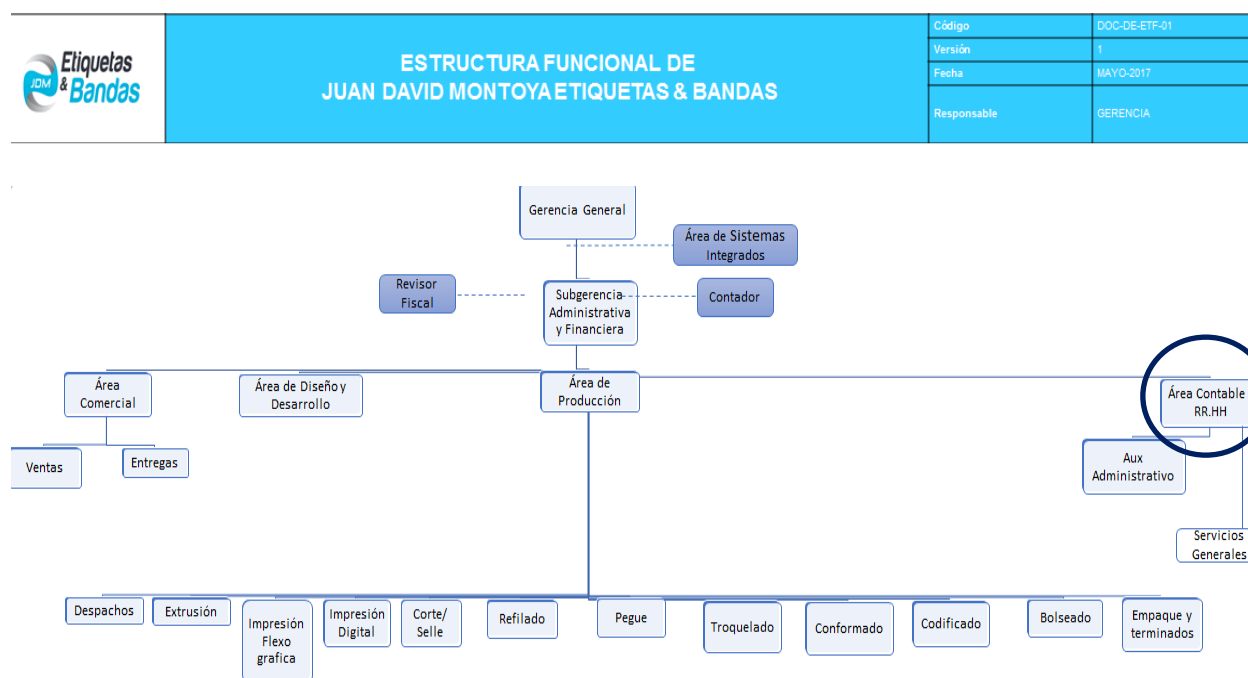 Etiquetas
JDM & Bandas
ESTRUCTURA FUNCIONAL DE
JUAN DAVID MONTOYA ETIQUETAS & BANDAS
Código DOC-DE-ETF-01
Versión 1
Fecha MAYO-2017
Responsable GERENCIA
Gerencia General
Área de Sistemas
Integrados
Revisor
Fiscal
Subgerencia
Administrativa
y Financiera
Contador
Área
Comercial
Área de Diseño y
Desarrollo
Área de
Producción
Área Contable
RR.HH
Ventas
Entregas
Aux
Administrativo
Servicios
Generales
Despachos
Extrusión
Impresión
Flexo
grafica
Impresión
Digital
Corte/
Selle
Refilado
Pegue
Troquelado
Conformado
Codificado
Bolseado
Empaque y
terminados